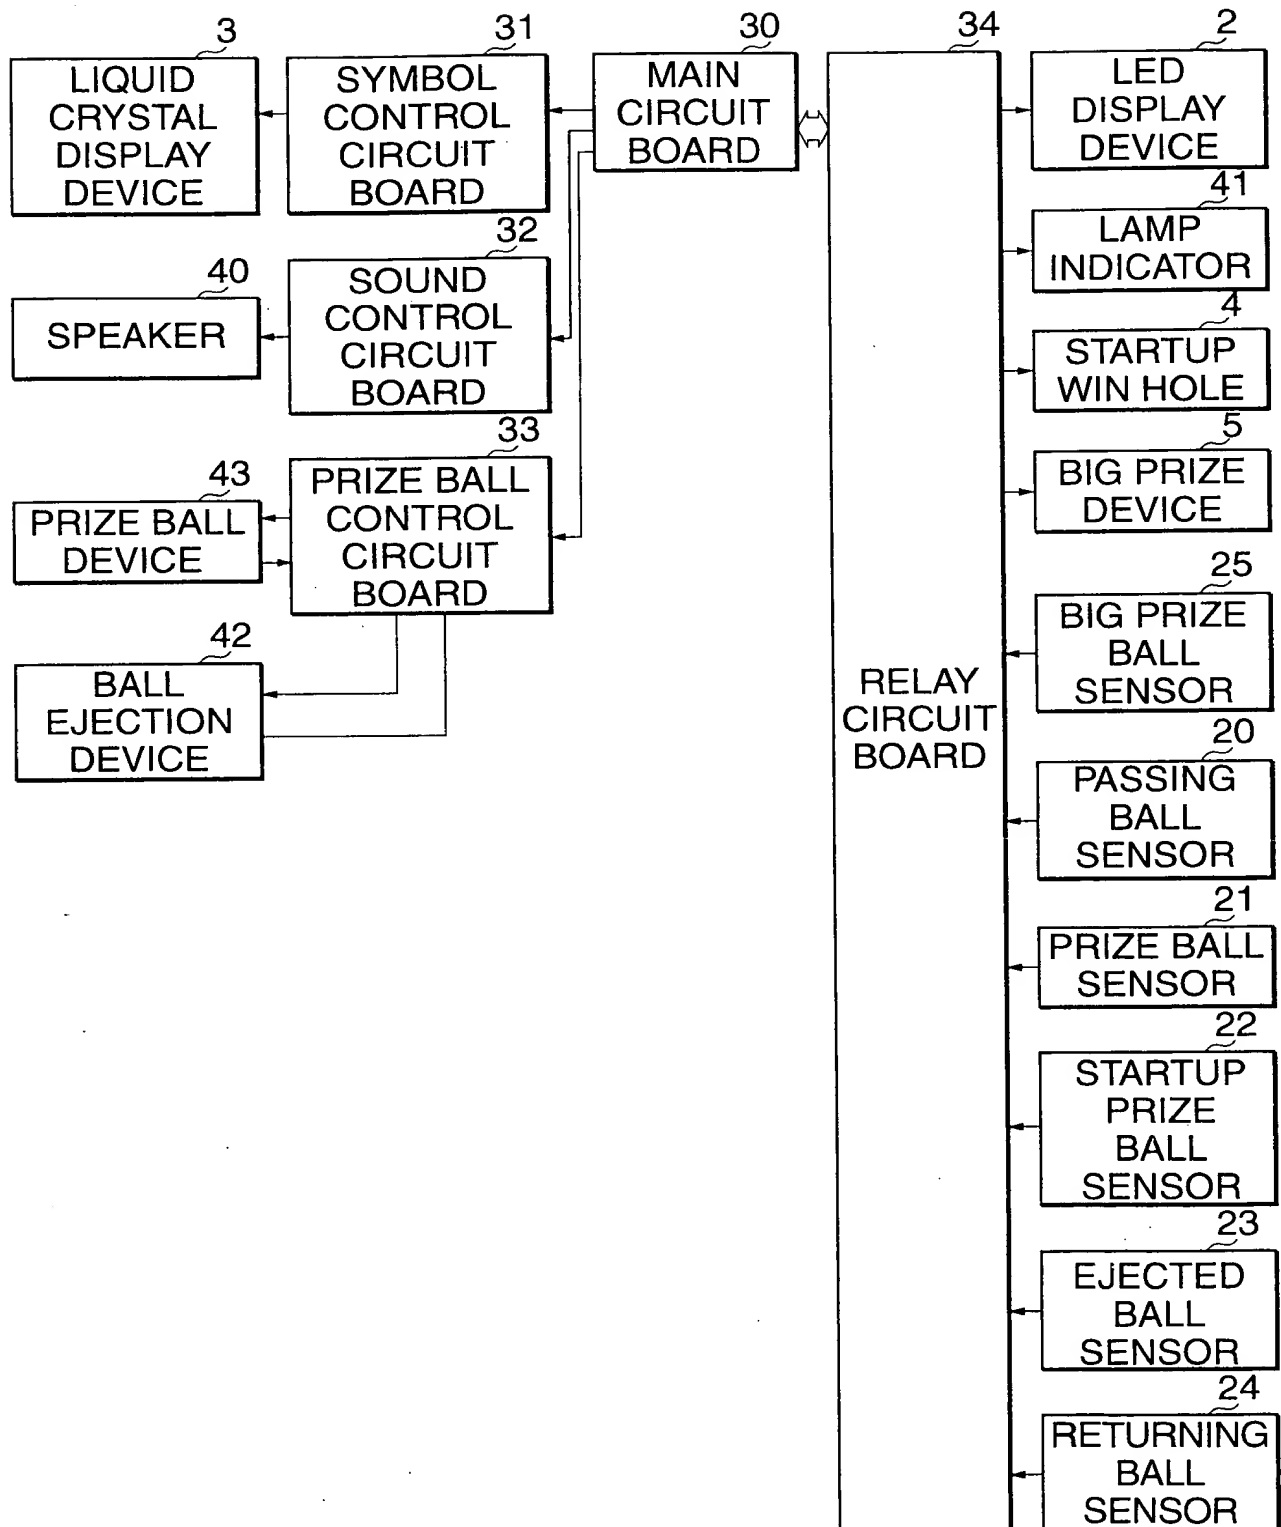 3
LIQUID
CRYSTAL
DISPLAY
DEVICE
31
SYMBOL
CONTROL
CIRCUIT
BOARD
30
MAIN
CIRCUIT
BOARD
32
SOUND
CONTROL
CIRCUIT
BOARD
40
SPEAKER
33
PRIZE BALL
CONTROL
CIRCUIT
BOARD
43
PRIZE BALL
DEVICE
42
BALL
EJECTION
DEVICE
34
RELAY
CIRCUIT
BOARD
2
LED
DISPLAY
DEVICE
41
LAMP
INDICATOR
4
STARTUP
WIN HOLE
5
BIG PRIZE
DEVICE
25
BIG PRIZE
BALL
SENSOR
20
PASSING
BALL
SENSOR
21
PRIZE BALL
SENSOR
22
STARTUP
PRIZE
BALL
SENSOR
23
EJECTED
BALL
SENSOR
24
RETURNING
BALL
SENSOR